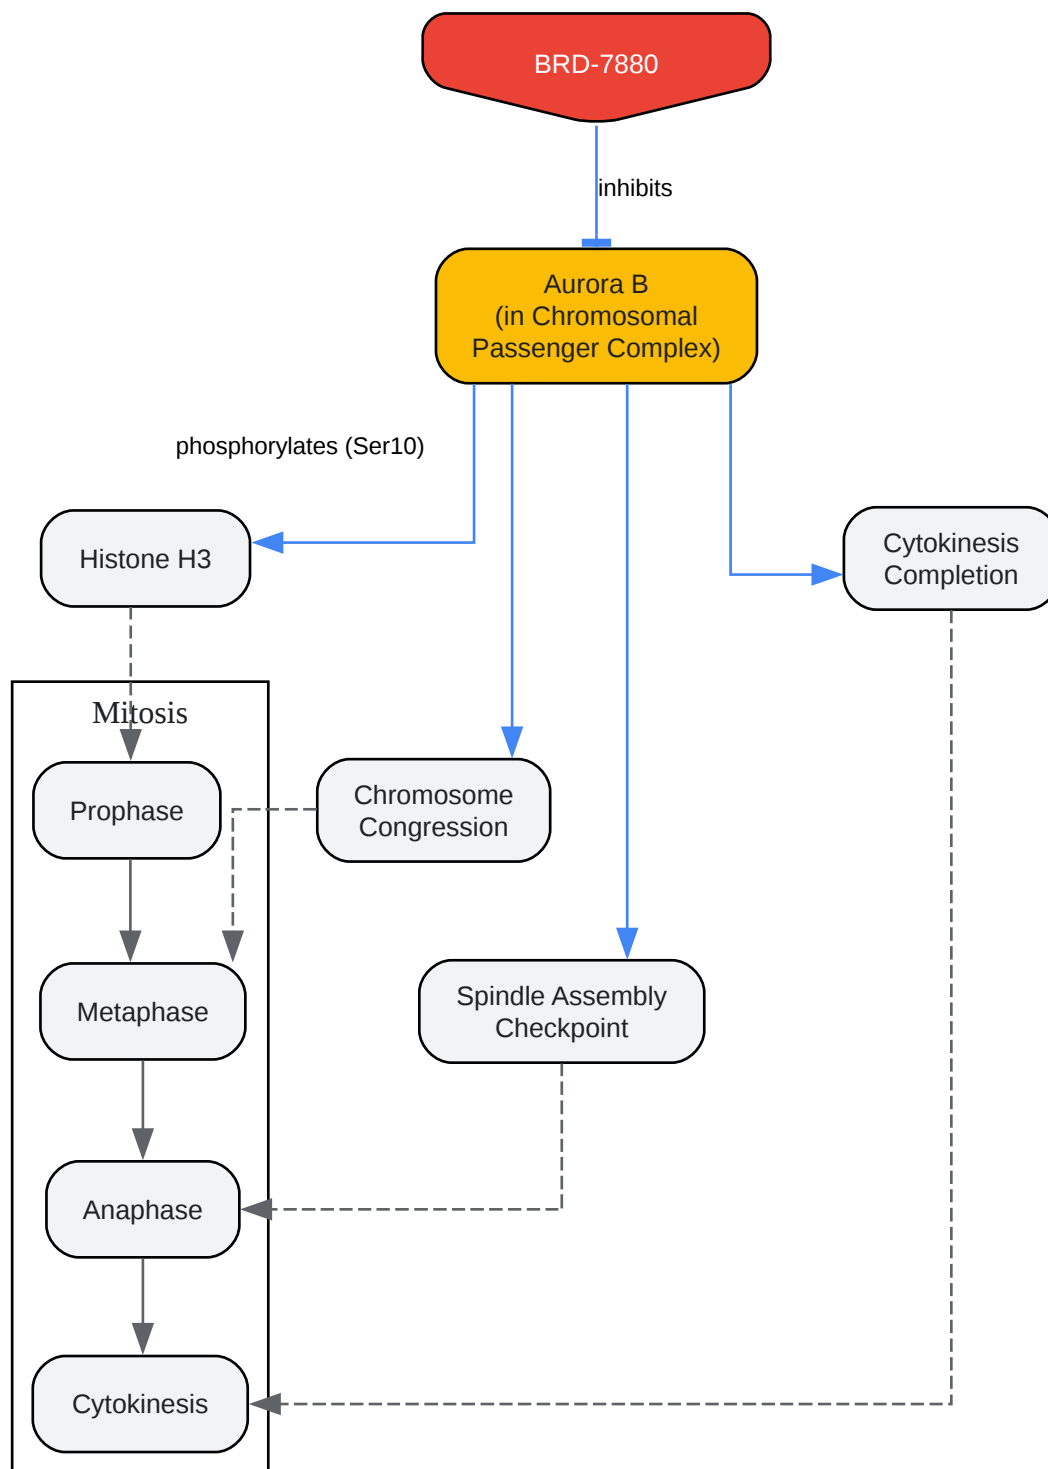 BRD-7880
inhibits
Aurora B
(in Chromosomal
Passenger Complex)
phosphorylates (Ser10)
Histone H3
Cytokinesis
Completion
Mitosis
Prophase
Chromosome
Congression
Metaphase
Spindle Assembly
Checkpoint
Anaphase
Cytokinesis